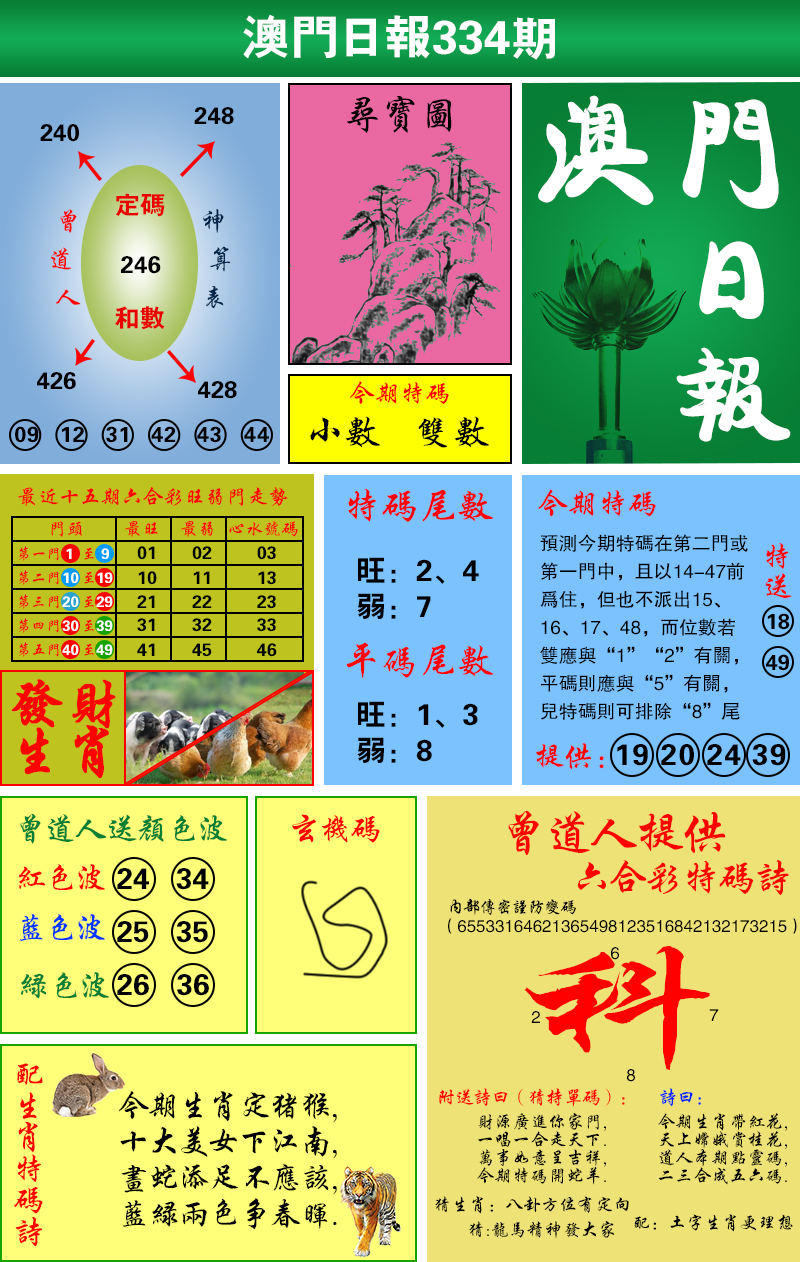 澳門日報334期
240
248
定碼
曾道人
神算表
246
和數
426
428
09 12 31 42 43 44
尋寶圖
今期特碼
小數 雙數
澳門
日
報
最近十五期六合彩旺弱門走勢
門頭 最旺 最弱 心水號碼
第一門1至9 01 02 03
第二門10至19 10 11 13
第三門20至29 21 22 23
第四門30至39 31 32 33
第五門40至49 41 45 46
發財
生肖
特碼尾數
旺：2、4
弱：7
平碼尾數
旺：1、3
弱：8
今期特碼
預測今期特碼在第二門或
第一門中，且以14-47前
爲住，但也不派出15、
16、17、48，而位數若
雙應與“1”“2”有關，
平碼則應與“5”有關，
兒特碼則可排除“8”尾
特送
18
49
提供：19 20 24 39
曾道人送顏色波
紅色波 24 34
藍色波 25 35
綠色波 26 36
玄機碼
曾道人提供
六合彩特碼詩
內部傳密謹防變碼
（655331646213654981235168421321​73215）
6
科
2
7
8
附送詩曰（猜特單碼）：
財源廣進你家門，
一唱一合走天下．
萬事如意呈吉祥，
今期特碼開蛇羊．
詩曰：
今期生肖帶紅花，
天上嫦娥賞桂花，
道人本期點靈碼，
二三合成五六碼．
猜生肖：八卦方位有定向
猜：龍馬精神發大家
配：土字生肖更理想
配生肖特碼詩
今期生肖定猪猴，
十大美女下江南，
畫蛇添足不應該，
藍綠兩色争春暉．